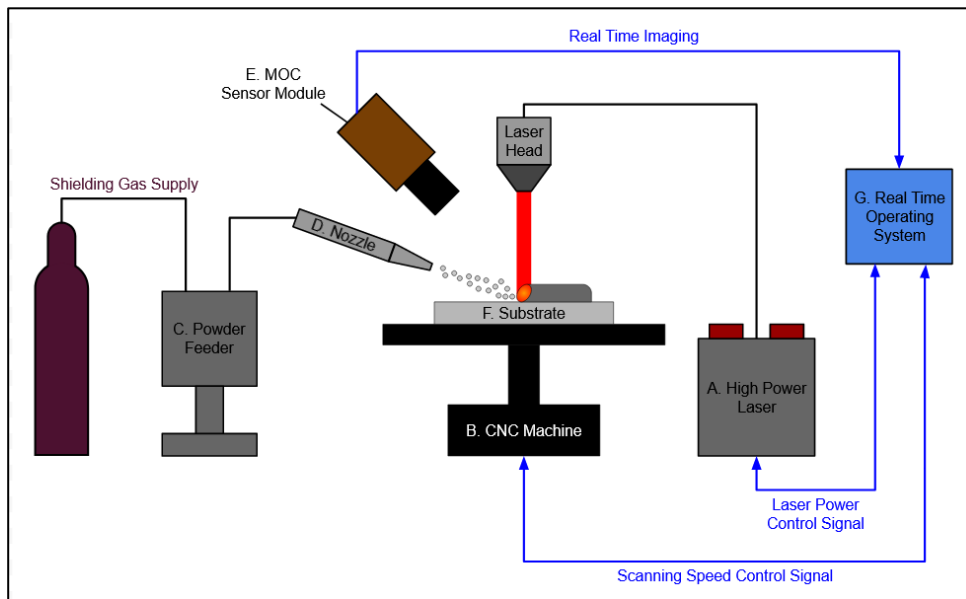 Real Time Imaging
E. MOC
Sensor Module
Laser
Head
Shielding Gas Supply
G. Real Time
Operating
System
D. Nozzle
F. Substrate
C. Powder
Feeder
A. High Power
Laser
B. CNC Machine
Laser Power
Control Signal
Scanning Speed Control Signal